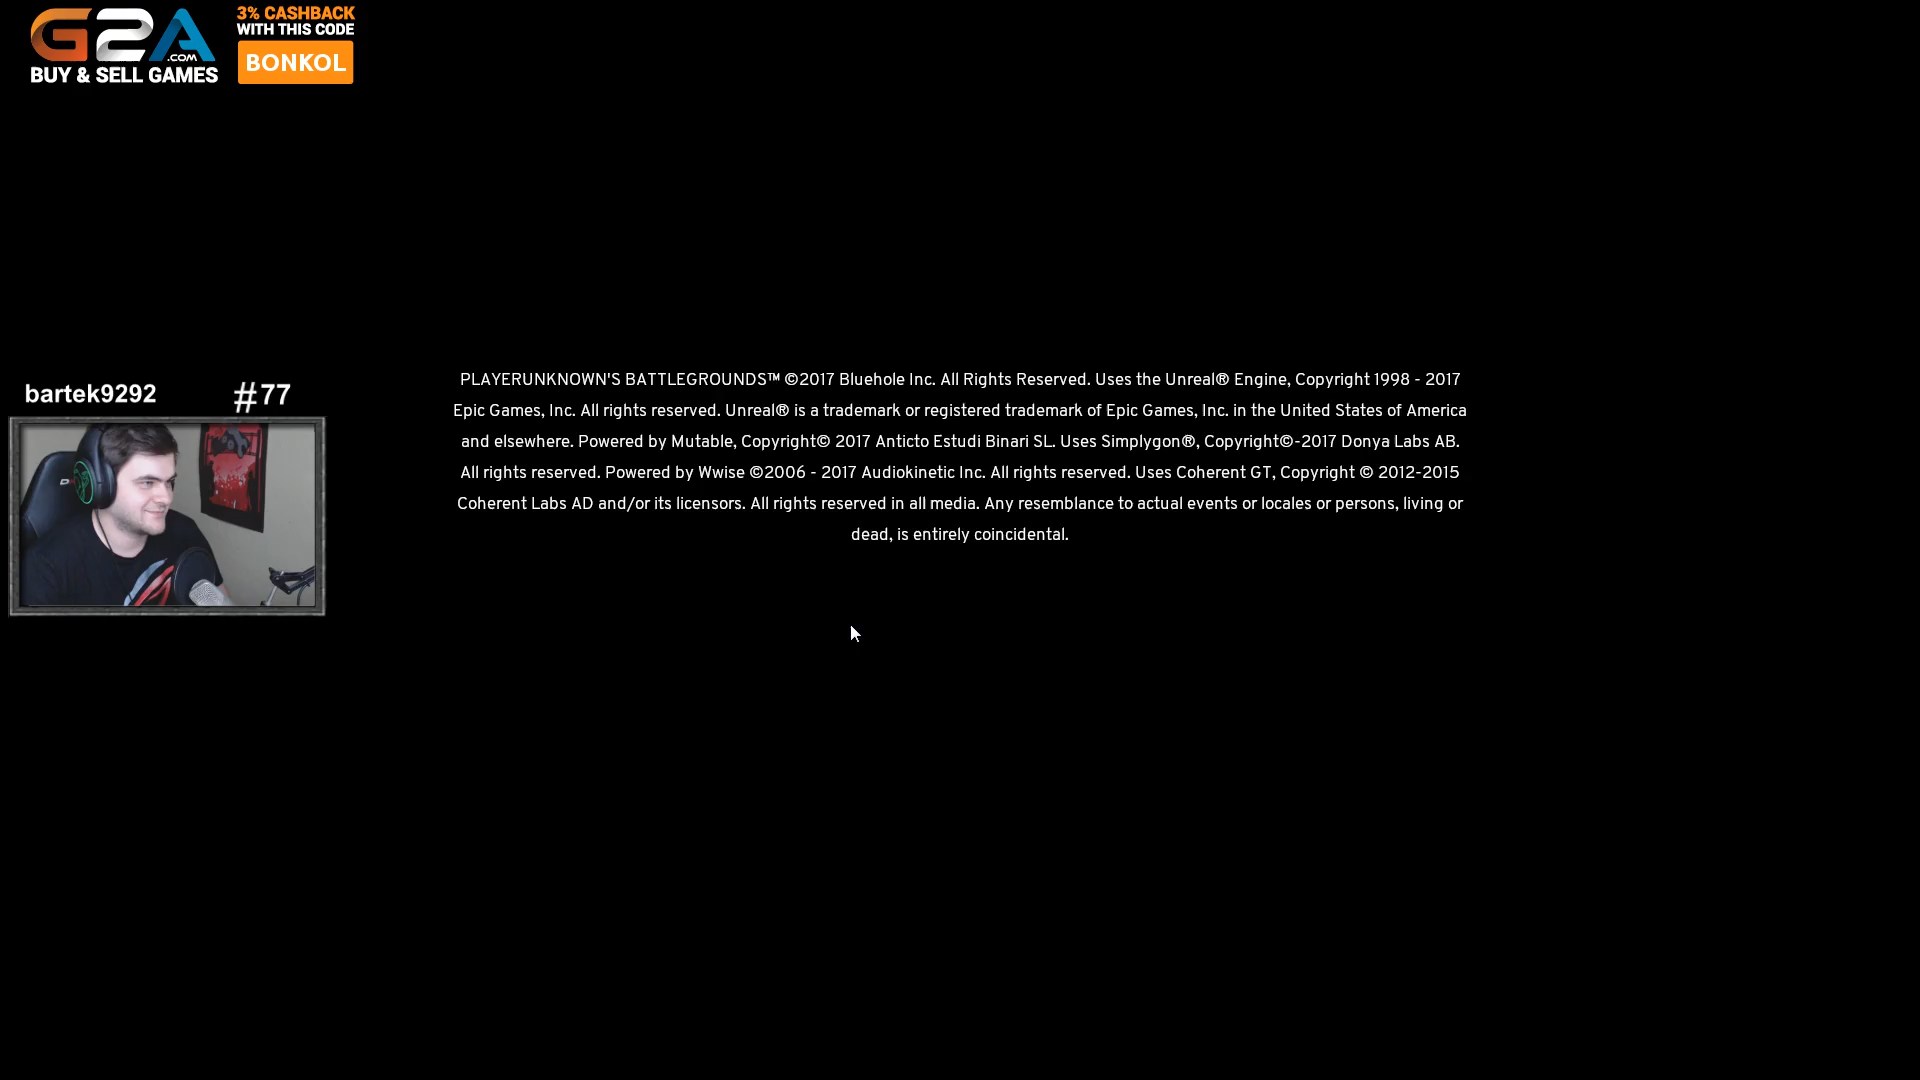 G2A.COM
BUY & SELL GAMES
3% CASHBACK
WITH THIS CODE
BONKOL
bartek9292 #77
PLAYERUNKNOWN'S BATTLEGROUNDS™ ©2017 Bluehole Inc. All Rights Reserved. Uses the Unreal® Engine, Copyright 1998 - 2017
Epic Games, Inc. All rights reserved. Unreal® is a trademark or registered trademark of Epic Games, Inc. in the United States of America
and elsewhere. Powered by Mutable, Copyright© 2017 Anticto Estudi Binari SL. Uses Simplygon®, Copyright©-2017 Donya Labs AB.
All rights reserved. Powered by Wwise ©2006 - 2017 Audiokinetic Inc. All rights reserved. Uses Coherent GT, Copyright © 2012-2015
Coherent Labs AD and/or its licensors. All rights reserved in all media. Any resemblance to actual events or locales or persons, living or
dead, is entirely coincidental.